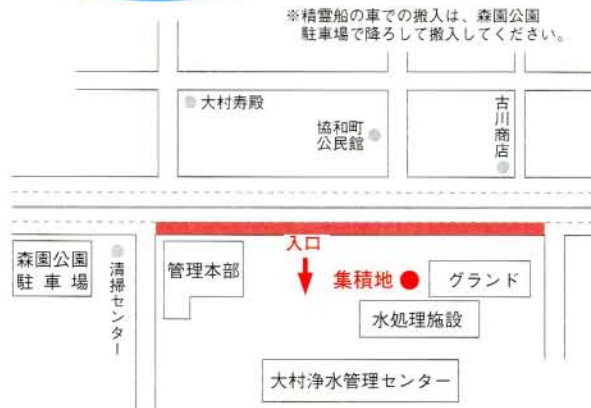 ※精霊船の車での搬入は、森園公園
駐車場で降ろして搬入してください。
大村寿殿
協和町
公民館
古川商店
入口
森園公園
駐車場
清掃センター
管理本部
集積地
グランド
水処理施設
大村浄水管理センター